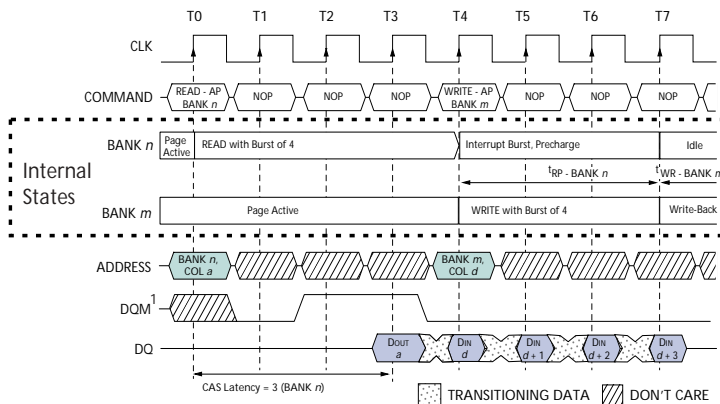 T0 T1 T2 T3 T4 T5 T6 T7
CLK
COMMAND
READ - AP
BANK n
NOP NOP NOP
WRITE - AP
BANK m
NOP NOP NOP
Internal
States
BANK n
Page
Active
READ with Burst of 4
Interrupt Burst, Precharge
Idle
tRP - BANK n
tWR - BANK m
BANK m
Page Active
WRITE with Burst of 4
Write-Back
ADDRESS
BANK n,
COL a
BANK m,
COL d
DQM1
DQ
DOUT
a
DIN
d
DIN
d + 1
DIN
d + 2
DIN
d + 3
CAS Latency = 3 (BANK n)
TRANSITIONING DATA
DON'T CARE